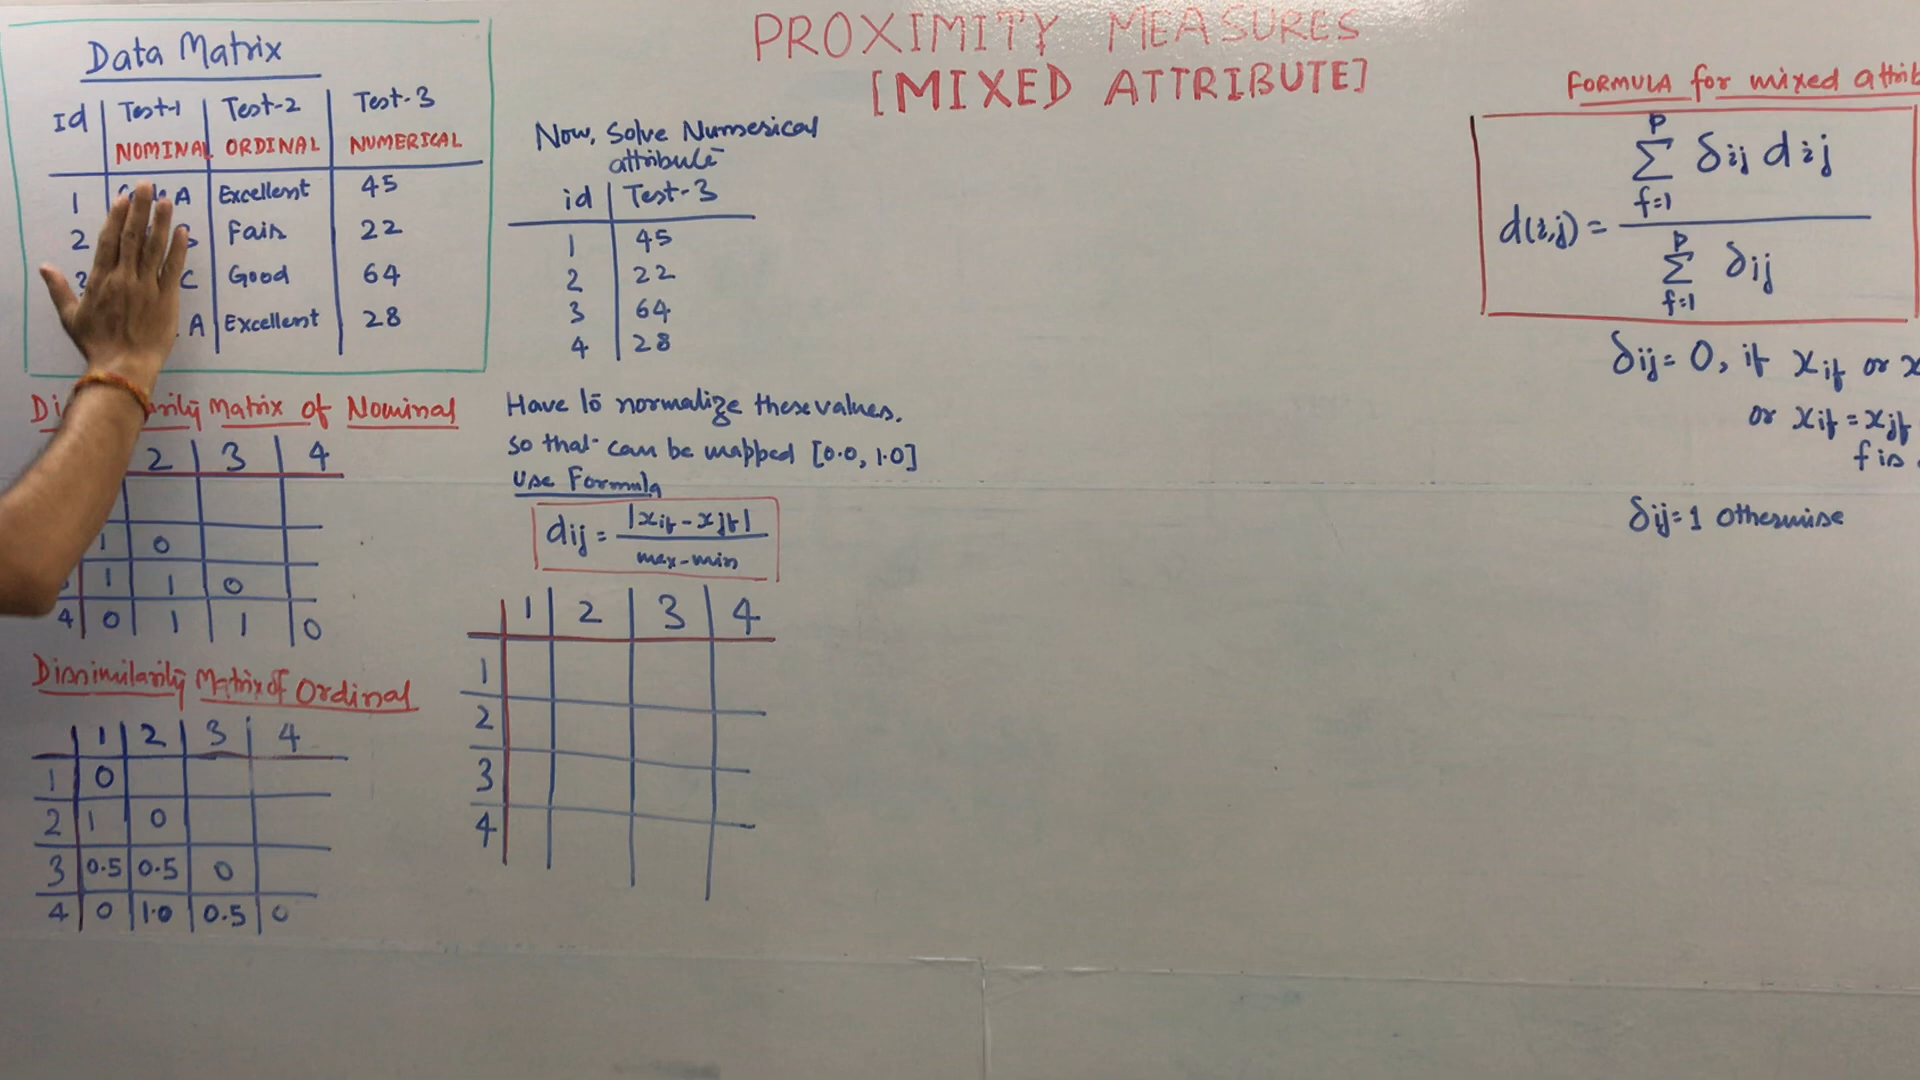 PROXIMITY MEASURES
[MIXED ATTRIBUTE]
Data Matrix
Id Test-1 Test-2 Test-3
NOMINAL ORDINAL NUMERICAL
1 A Excellent 45
2 Fair 22
3 C Good 64
A Excellent 28
Matrix of Nominal
2 3 4
1 0
1 1 0
4 0 1 1 0
Dissimilarity Matrix of Ordinal
1 2 3 4
1 0
2 1 0
3 0.5 0.5 0
4 0 1.0 0.5 0
Now, Solve Numerical
attribute
id Test-3
1 45
2 22
3 64
4 28
Have to normalize these values.
so that can be mapped [0.0, 1.0]
Use Formula
dij = |xif - xjf| / max-min
1 2 3 4
1
2
3
4
FORMULA for mixed attrib
d(i,j) = p Σ f=1 δij dij / p Σ f=1 δij
δij = 0, if xif or x
or xif = xjf
f is
δij = 1 otherwise